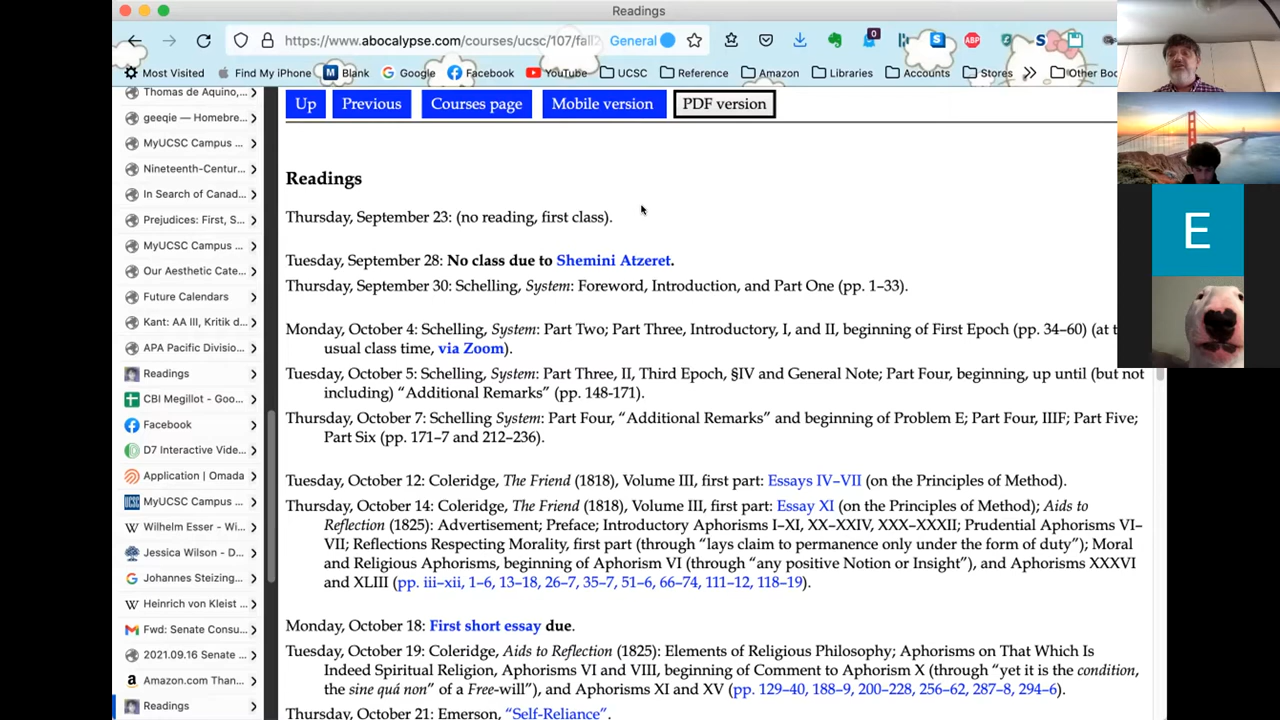 Readings
https://www.abocalypse.com/courses/ucsc/107/fall2
General
0
ABP
Most Visited
Find My iPhone
Blank
Google
Facebook
YouTube
UCSC
Reference
Amazon
Libraries
Accounts
Stores
Other Boo
Thomas de Aquino,...
geeqie — Homebre...
MyUCSC Campus ...
Nineteenth-Centur...
In Search of Canad...
Prejudices: First, S...
MyUCSC Campus ...
Our Aesthetic Cate...
Future Calendars
Kant: AA III, Kritik d...
APA Pacific Divisio...
Readings
CBI Megillot - Goo...
Facebook
D7 Interactive Vide...
Application | Omada
MyUCSC Campus ...
Wilhelm Esser - Wi...
Jessica Wilson - D...
Johannes Steizing...
Heinrich von Kleist ...
Fwd: Senate Consu...
2021.09.16 Senate ...
Amazon.com Than...
Readings
Up
Previous
Courses page
Mobile version
PDF version
Readings
Thursday, September 23: (no reading, first class).
Tuesday, September 28: No class due to Shemini Atzeret.
Thursday, September 30: Schelling, System: Foreword, Introduction, and Part One (pp. 1–33).
Monday, October 4: Schelling, System: Part Two; Part Three, Introductory, I, and II, beginning of First Epoch (pp. 34–60) (at t
usual class time, via Zoom).
Tuesday, October 5: Schelling, System: Part Three, II, Third Epoch, §IV and General Note; Part Four, beginning, up until (but not
including) “Additional Remarks” (pp. 148-171).
Thursday, October 7: Schelling System: Part Four, “Additional Remarks” and beginning of Problem E; Part Four, IIIF; Part Five;
Part Six (pp. 171–7 and 212–236).
Tuesday, October 12: Coleridge, The Friend (1818), Volume III, first part: Essays IV–VII (on the Principles of Method).
Thursday, October 14: Coleridge, The Friend (1818), Volume III, first part: Essay XI (on the Principles of Method); Aids to
Reflection (1825): Advertisement; Preface; Introductory Aphorisms I–XI, XX–XXIV, XXX–XXXII; Prudential Aphorisms VI–
VII; Reflections Respecting Morality, first part (through “lays claim to permanence only under the form of duty”); Moral
and Religious Aphorisms, beginning of Aphorism VI (through “any positive Notion or Insight”), and Aphorisms XXXVI
and XLIII (pp. iii–xii, 1–6, 13–18, 26–7, 35–7, 51–6, 66–74, 111–12, 118–19).
Monday, October 18: First short essay due.
Tuesday, October 19: Coleridge, Aids to Reflection (1825): Elements of Religious Philosophy; Aphorisms on That Which Is
Indeed Spiritual Religion, Aphorisms VI and VIII, beginning of Comment to Aphorism X (through “yet it is the condition,
the sine quá non” of a Free-will”), and Aphorisms XI and XV (pp. 129–40, 188–9, 200–228, 256–62, 287–8, 294–6).
Thursday, October 21: Emerson, “Self-Reliance”.
E